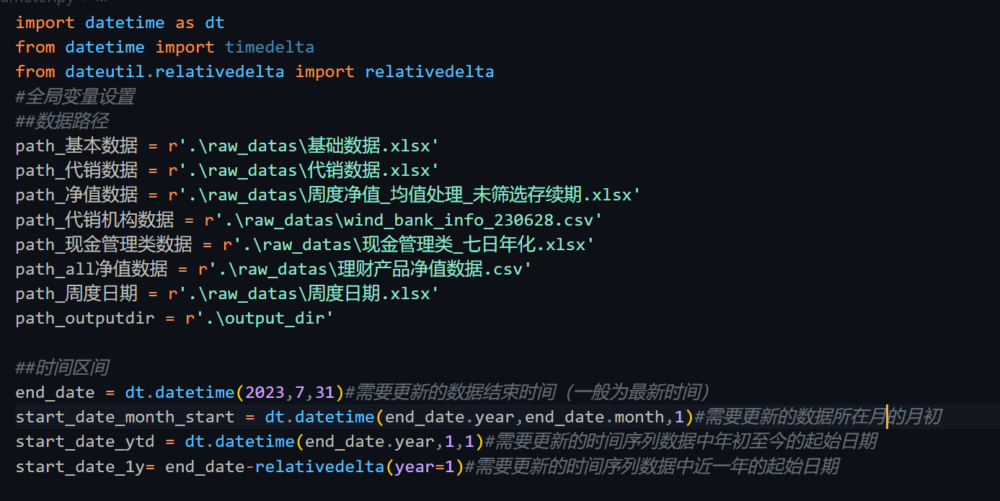 import datetime as dt
from datetime import timedelta
from dateutil.relativedelta import relativedelta
#全局变量设置
##数据路径
path_基本数据 = r'.\raw_datas\基础数据.xlsx'
path_代销数据 = r'.\raw_datas\代销数据.xlsx'
path_净值数据 = r'.\raw_datas\周度净值_均值处理_未筛选存续期.xlsx'
path_代销机构数据 = r'.\raw_datas\wind_bank_info_230628.csv'
path_现金管理类数据 = r'.\raw_datas\现金管理类_七日年化.xlsx'
path_all净值数据 = r'.\raw_datas\理财产品净值数据.csv'
path_周度日期 = r'.\raw_datas\周度日期.xlsx'
path_outputdir = r'.\output_dir'
##时间区间
end_date = dt.datetime(2023,7,31)#需要更新的数据结束时间（一般为最新时间）
start_date_month_start = dt.datetime(end_date.year,end_date.month,1)#需要更新的数据所在月的月初
start_date_ytd = dt.datetime(end_date.year,1,1)#需要更新的时间序列数据中年初至今的起始日期
start_date_1y= end_date-relativedelta(year=1)#需要更新的时间序列数据中近一年的起始日期